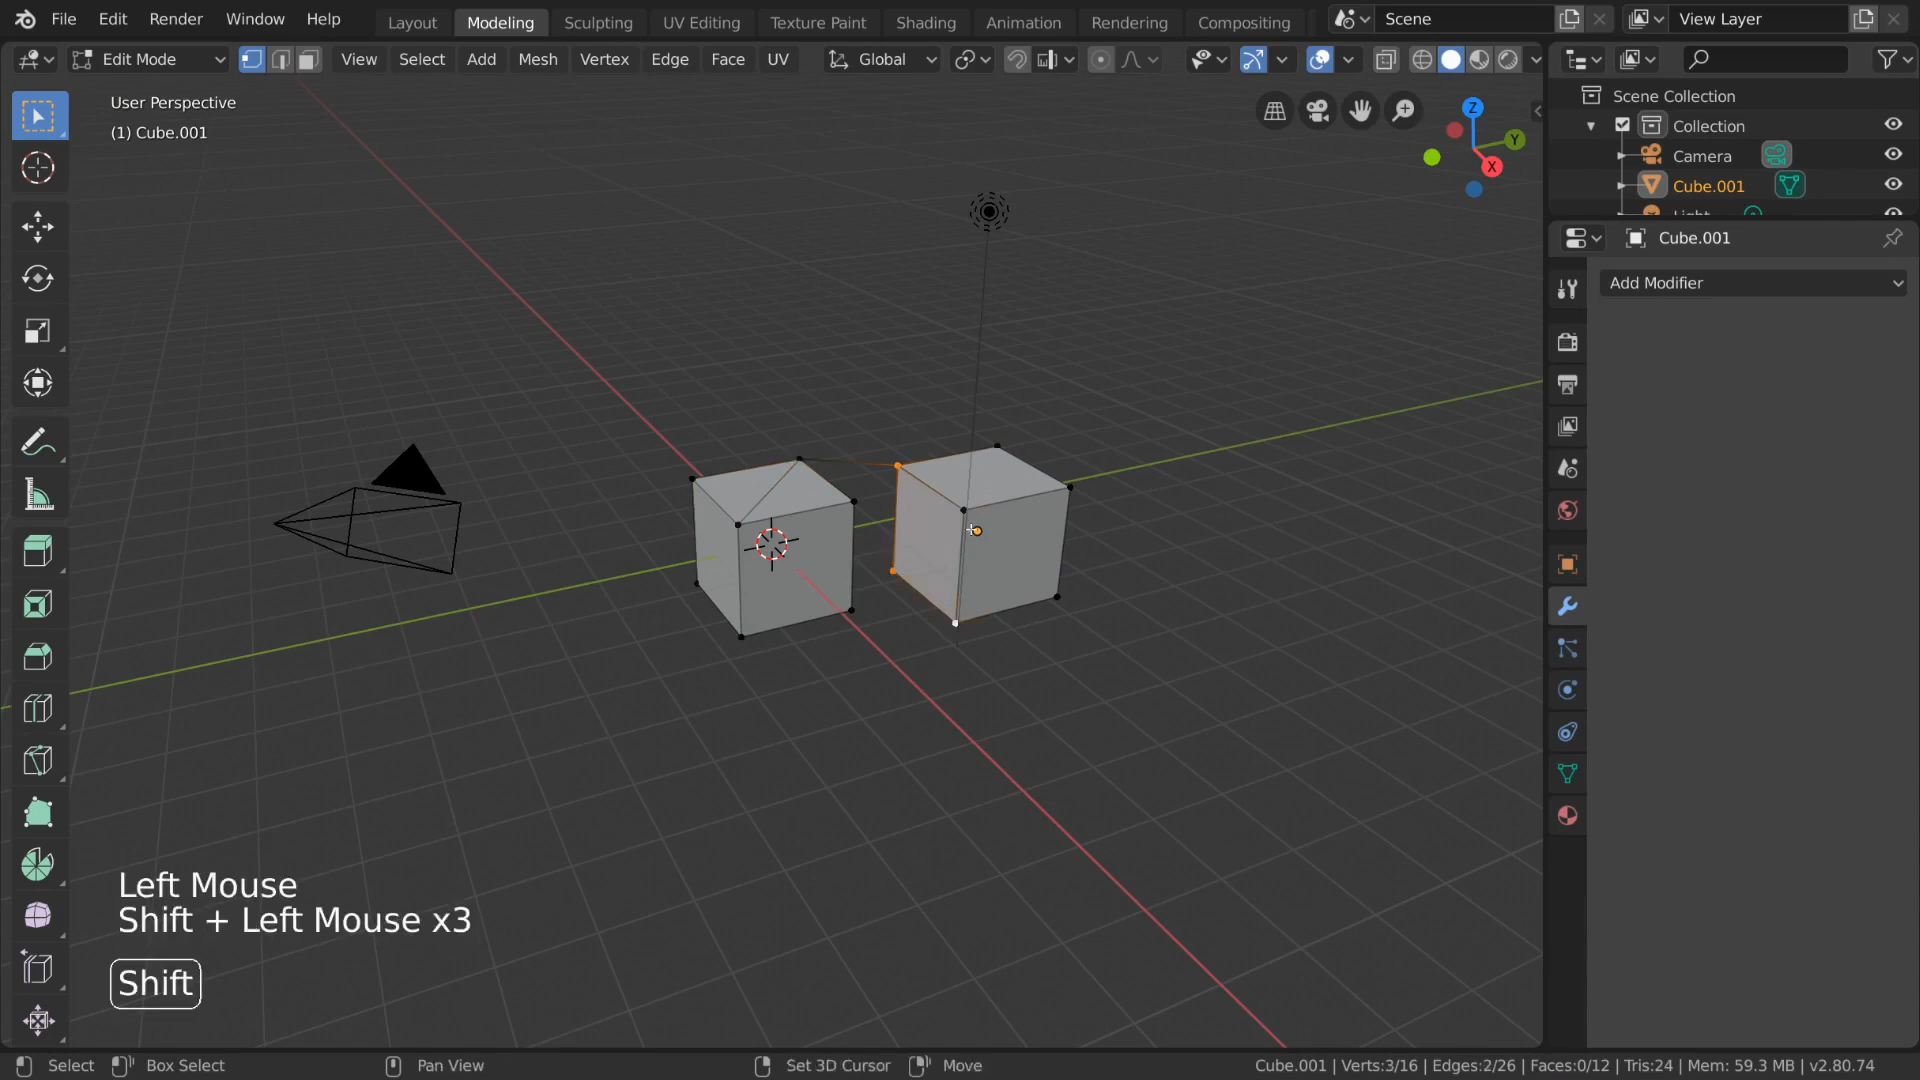 File Edit Render Window Help Layout Modeling Sculpting UV Editing Texture Paint Shading Animation Rendering Compositing Scene View Layer
Edit Mode View Select Add Mesh Vertex Edge Face UV Global
User Perspective
(1) Cube.001
Z
Y
X
Scene Collection
Collection
Camera
Cube.001
Light
Cube.001
Add Modifier
Left Mouse
Shift + Left Mouse x3
Shift
Select Box Select Pan View Set 3D Cursor Move Cube.001 | Verts:3/16 | Edges:2/26 | Faces:0/12 | Tris:24 | Mem: 59.3 MB | v2.80.74